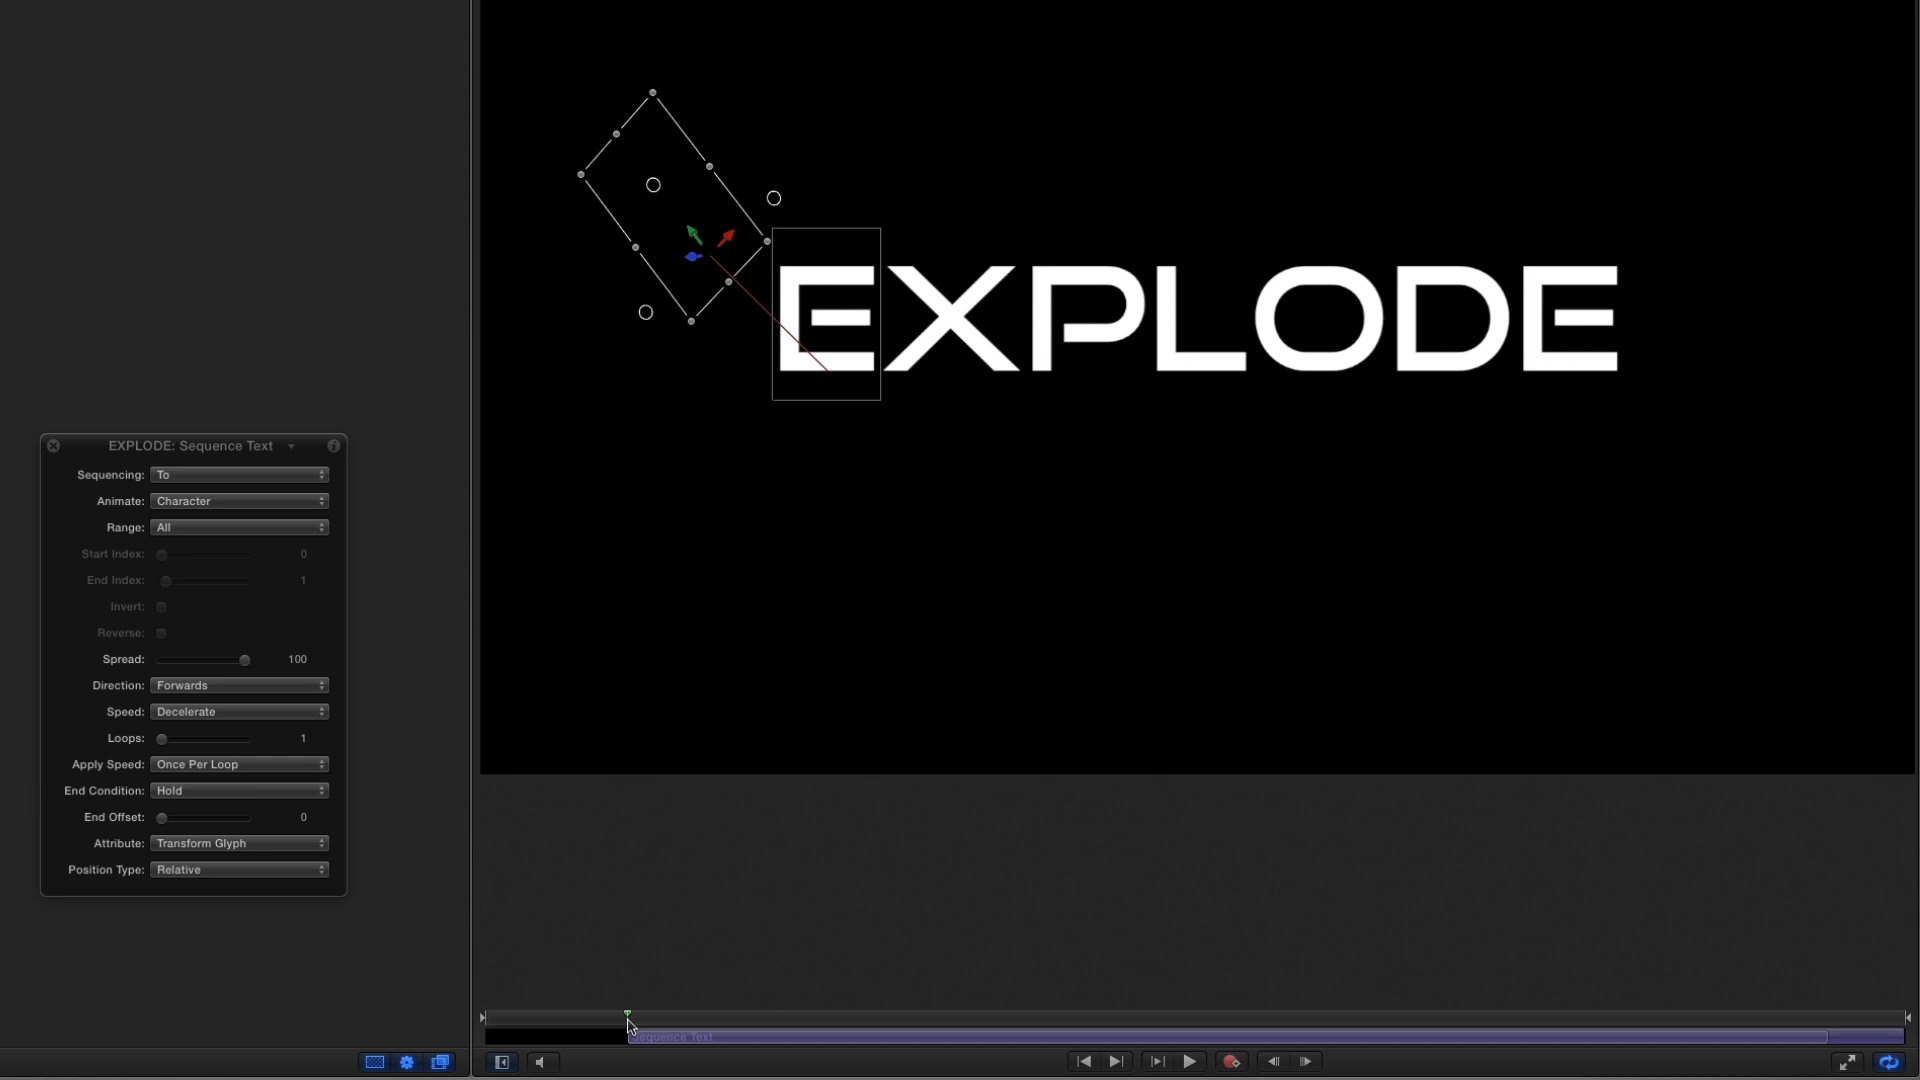 EXPLODE
EXPLODE: Sequence Text
Sequencing: To
Animate: Character
Range: All
Start Index: 0
End Index: 1
Invert:
Reverse:
Spread: 100
Direction: Forwards
Speed: Decelerate
Loops: 1
Apply Speed: Once Per Loop
End Condition: Hold
End Offset: 0
Attribute: Transform Glyph
Position Type: Relative
Sequence Text